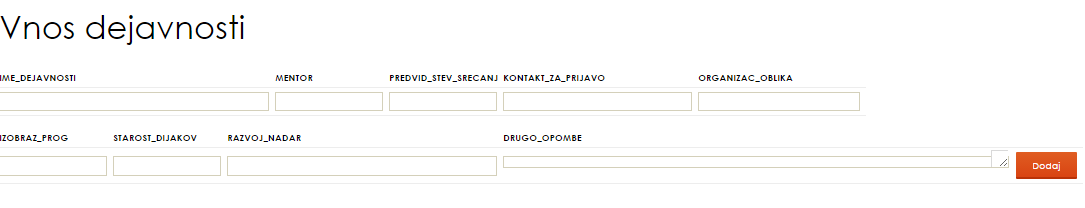 Vnos dejavnosti
IME_DEJAVNOSTI MENTOR PREDVID_STEV_SRECANJ KONTAKT_ZA_PRIJAVO ORGANIZAC_OBLIKA
IZOBRAZ_PROG STAROST_DIJAKOV RAZVOJ_NADAR DRUGO_OPOMBE
Dodaj